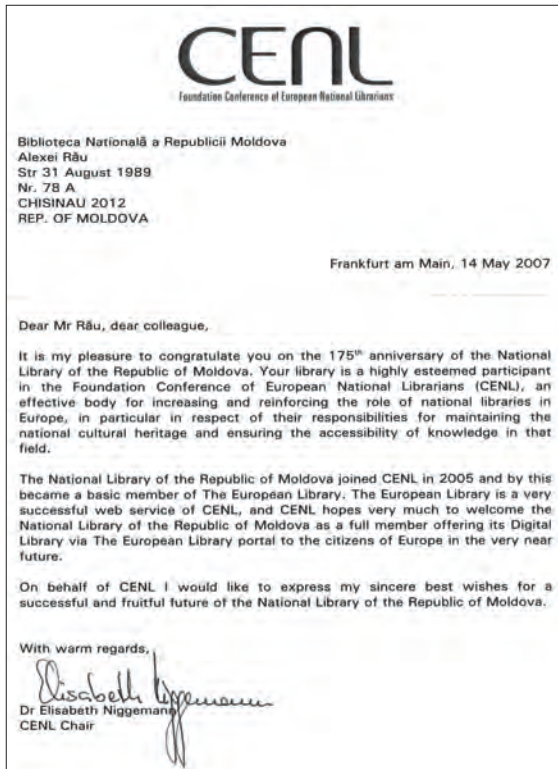 CENL
Foundation Conference of European National Librarians
Biblioteca Natională a Republicii Moldova
Alexei Rău
Str 31 August 1989
Nr. 78 A
CHISINAU 2012
REP. OF MOLDOVA
Frankfurt am Main, 14 May 2007
Dear Mr Rău, dear colleague,
It is my pleasure to congratulate you on the 175th anniversary of the National
Library of the Republic of Moldova. Your library is a highly esteemed participant
in the Foundation Conference of European National Librarians (CENL), an
effective body for increasing and reinforcing the role of national libraries in
Europe, in particular in respect of their responsibilities for maintaining the
national cultural heritage and ensuring the accessibility of knowledge in that
field.
The National Library of the Republic of Moldova joined CENL in 2005 and by this
became a basic member of The European Library. The European Library is a very
successful web service of CENL, and CENL hopes very much to welcome the
National Library of the Republic of Moldova as a full member offering its Digital
Library via The European Library portal to the citizens of Europe in the very near
future.
On behalf of CENL I would like to express my sincere best wishes for a
successful and fruitful future of the National Library of the Republic of Moldova.
With warm regards,
Elisabeth Niggemann
Dr Elisabeth Niggemann
CENL Chair